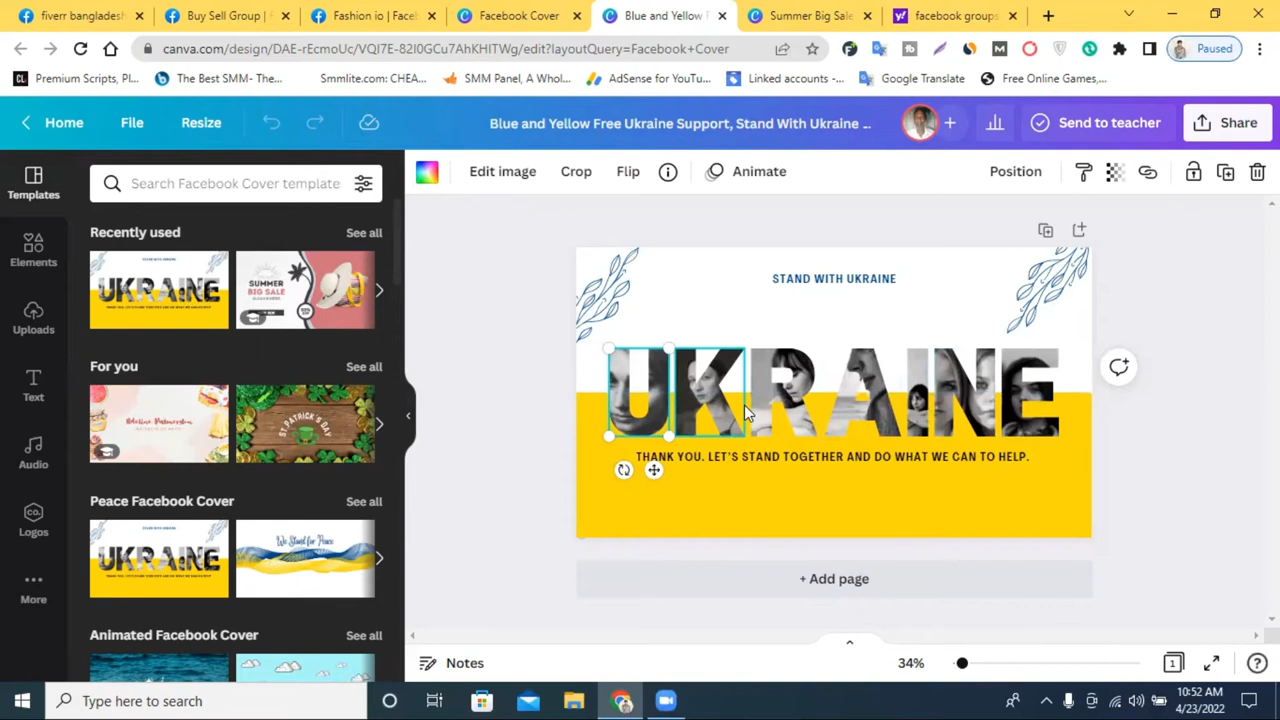 fiverr bangladesh
Buy Sell Group | F
Fashion io | Facel
Facebook Cover
Blue and Yellow F
Summer Big Sale
facebook groups
canva.com/design/DAE-rEcmoUc/VQI7E-82I0GCu7AhKHITWg/edit?layoutQuery=Facebook+Cover
Paused
Premium Scripts, Pl...
The Best SMM- The...
Smmlite.com: CHEA...
SMM Panel, A Whol...
AdSense for YouTu...
Linked accounts -...
Google Translate
Free Online Games,...
Home
File
Resize
Blue and Yellow Free Ukraine Support, Stand With Ukraine ...
Send to teacher
Share
Templates
Search Facebook Cover template
Edit image
Crop
Flip
Animate
Position
Recently used
See all
Elements
UKRAINE
SUMMER
BIG SALE
Uploads
For you
See all
Text
ST PATRICK'S DAY
Audio
Peace Facebook Cover
See all
Logos
UKRAINE
We Stand for Peace
More
Animated Facebook Cover
See all
STAND WITH UKRAINE
UKRAINE
THANK YOU. LET'S STAND TOGETHER AND DO WHAT WE CAN TO HELP.
+ Add page
Notes
34%
1
Type here to search
10:52 AM
4/23/2022